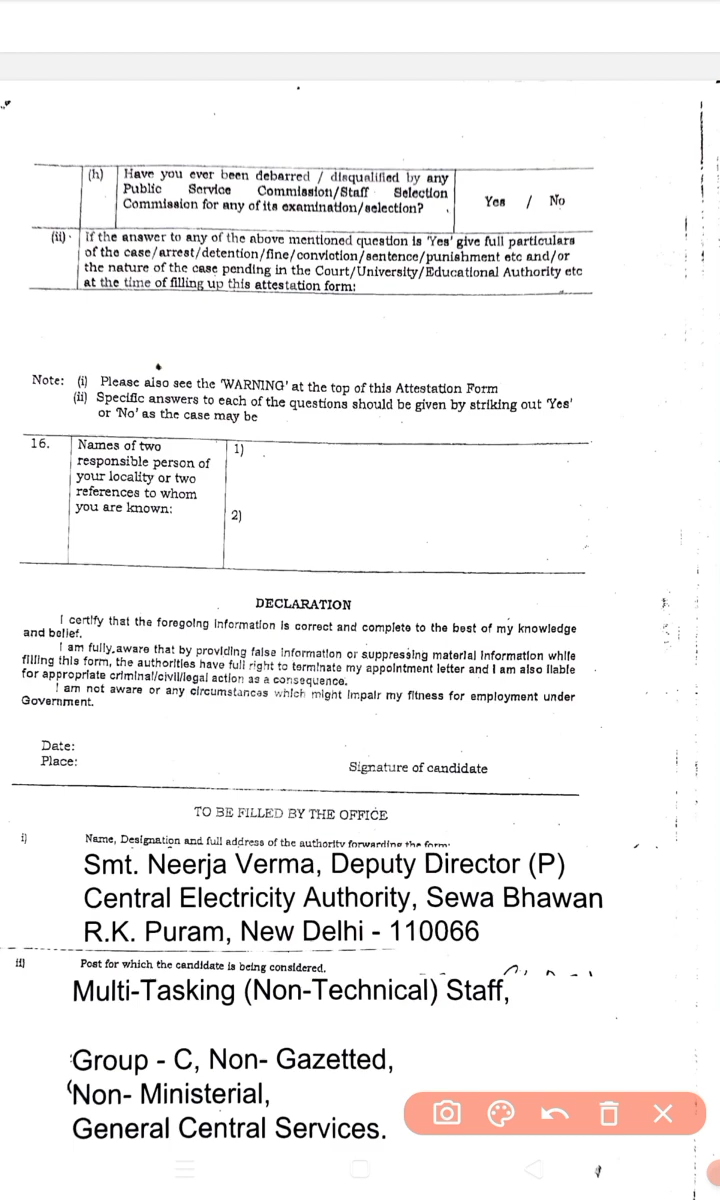 (h) Have you ever been debarred / disqualified by any
Public Service Commission/Staff Selection
Commission for any of its examination/selection?
Yes / No
(ii) If the answer to any of the above mentioned question is 'Yes' give full particulars
of the case/arrest/detention/fine/conviction/sentence/punishment etc and/or
the nature of the case pending in the Court/University/Educational Authority etc
at the time of filling up this attestation form:
Note: (i) Please also see the 'WARNING' at the top of this Attestation Form
(ii) Specific answers to each of the questions should be given by striking out 'Yes'
or 'No' as the case may be
16. Names of two
responsible person of
your locality or two
references to whom
you are known:
1)
2)
DECLARATION
I certify that the foregoing information is correct and complete to the best of my knowledge
and belief.
I am fully aware that by providing false information or suppressing material information while
filling this form, the authorities have full right to terminate my appointment letter and I am also liable
for appropriate criminal/civil/legal action as a consequence.
I am not aware or any circumstances which might impair my fitness for employment under
Government.
Date:
Place:
Signature of candidate
TO BE FILLED BY THE OFFICE
i) Name, Designation and full address of the authority forwarding the form:
Smt. Neerja Verma, Deputy Director (P)
Central Electricity Authority, Sewa Bhawan
R.K. Puram, New Delhi - 110066
ii) Post for which the candidate is being considered.
Multi-Tasking (Non-Technical) Staff,
Group - C, Non- Gazetted,
Non- Ministerial,
General Central Services.